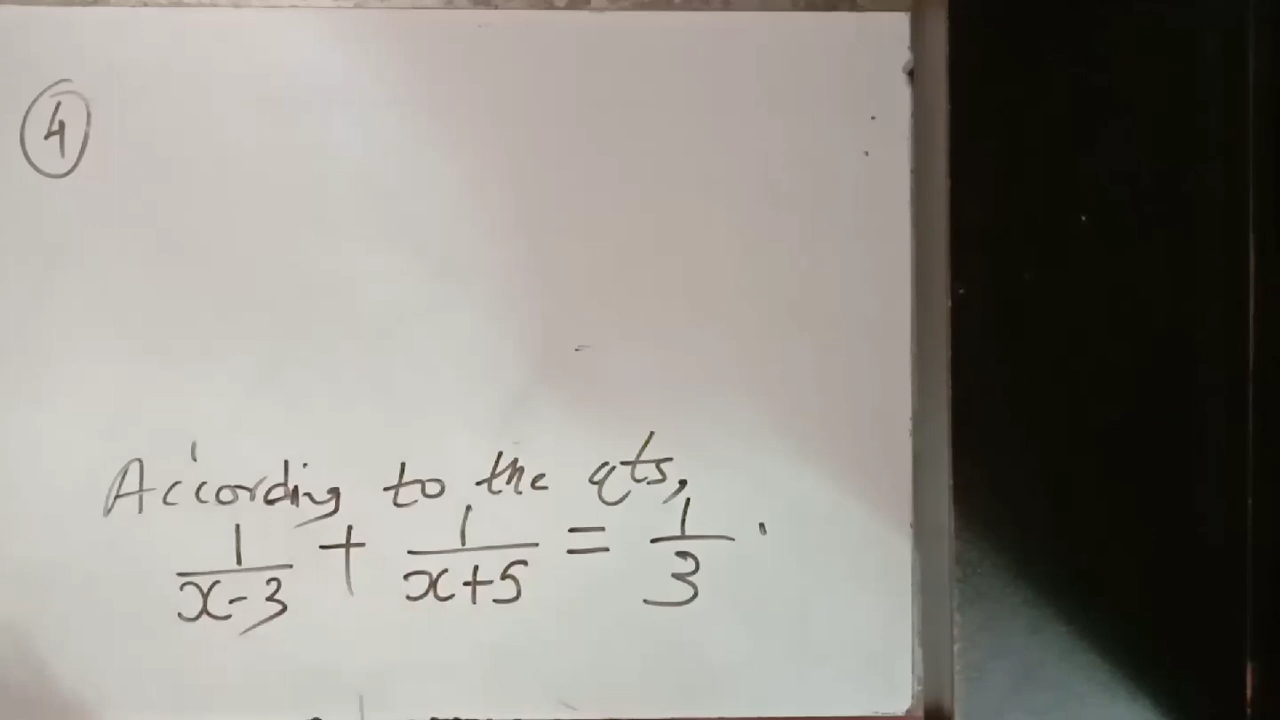 4
According to the qts,
1/(x-3) + 1/(x+5) = 1/3 .